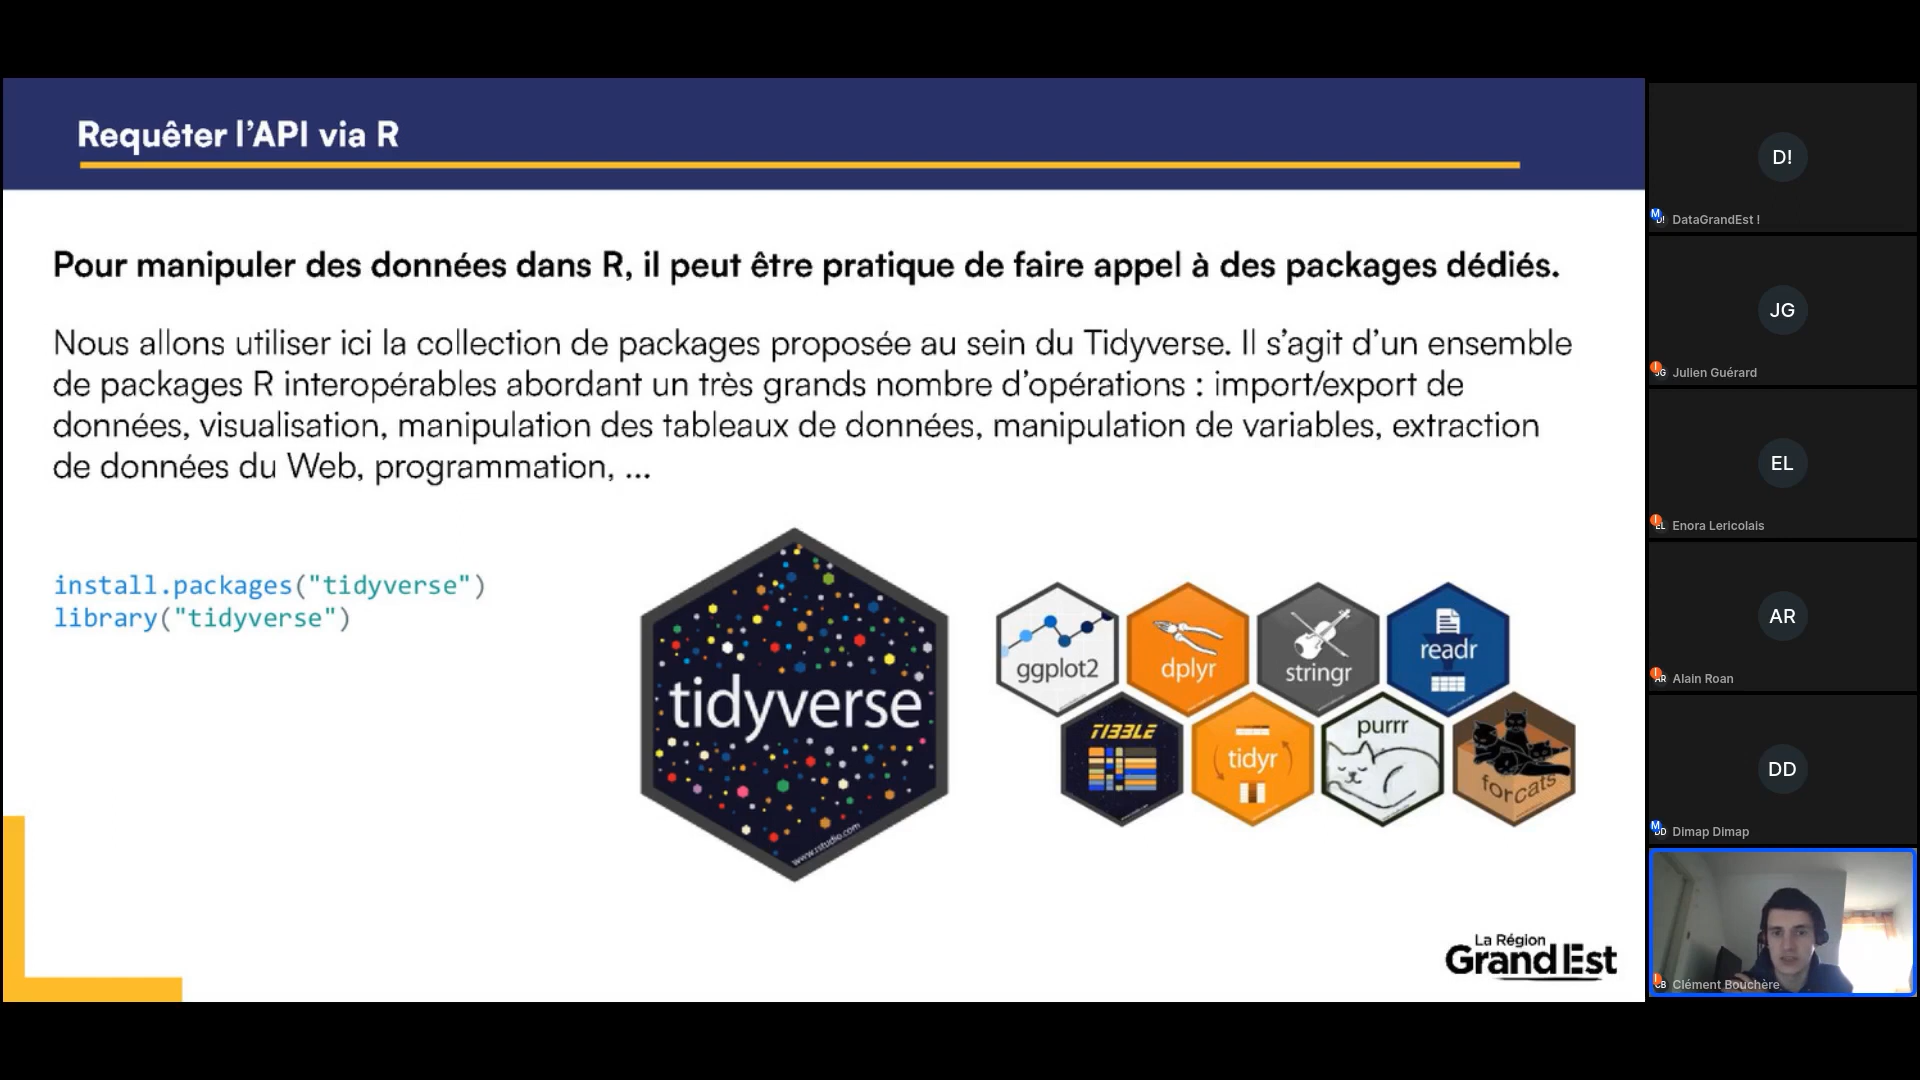 Requêter l’API via R
Pour manipuler des données dans R, il peut être pratique de faire appel à des packages dédiés.
Nous allons utiliser ici la collection de packages proposée au sein du Tidyverse. Il s’agit d’un ensemble
de packages R interopérables abordant un très grands nombre d’opérations : import/export de
données, visualisation, manipulation des tableaux de données, manipulation de variables, extraction
de données du Web, programmation, ...
install.packages("tidyverse")
library("tidyverse")
tidyverse
www.rstudio.com
ggplot2
dplyr
stringr
readr
TIBBLE
tidyr
purrr
forcats
La Région
Grand Est
D!
DataGrandEst !
JG
Julien Guérard
EL
Enora Lericolais
AR
Alain Roan
DD
Dimap Dimap
Clément Bouchère